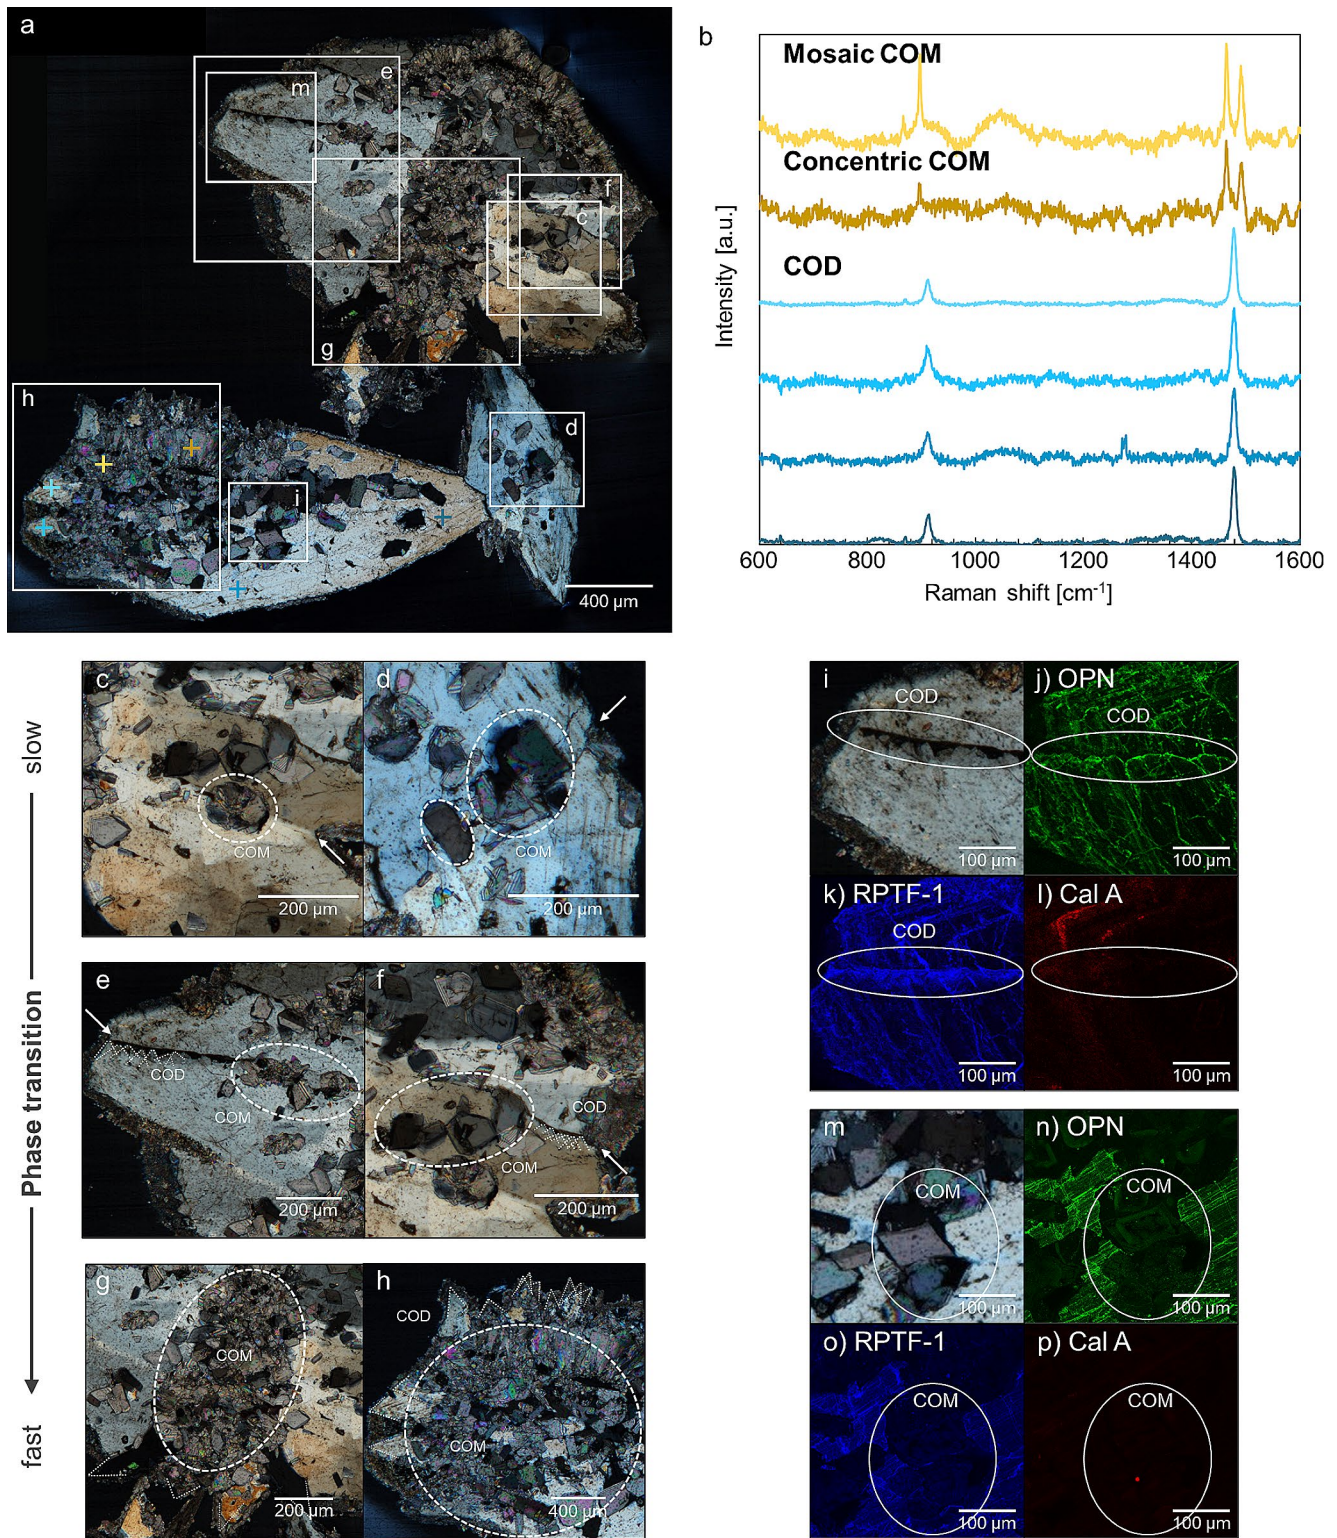 a
m
e
f
c
g
h
i
d
400 µm
b
Mosaic COM
Concentric COM
COD
Intensity [a.u.]
600 800 1000 1200 1400 1600
Raman shift [cm-1]
slow
Phase transition
fast
c
COM
200 µm
d
COM
200 µm
e
COD
COM
200 µm
f
COD
COM
200 µm
g
COM
200 µm
h
COD
COM
400 µm
i
COD
100 µm
j) OPN
COD
100 µm
k) RPTF-1
COD
100 µm
l) Cal A
100 µm
m
COM
100 µm
n) OPN
COM
100 µm
o) RPTF-1
COM
100 µm
p) Cal A
COM
100 µm